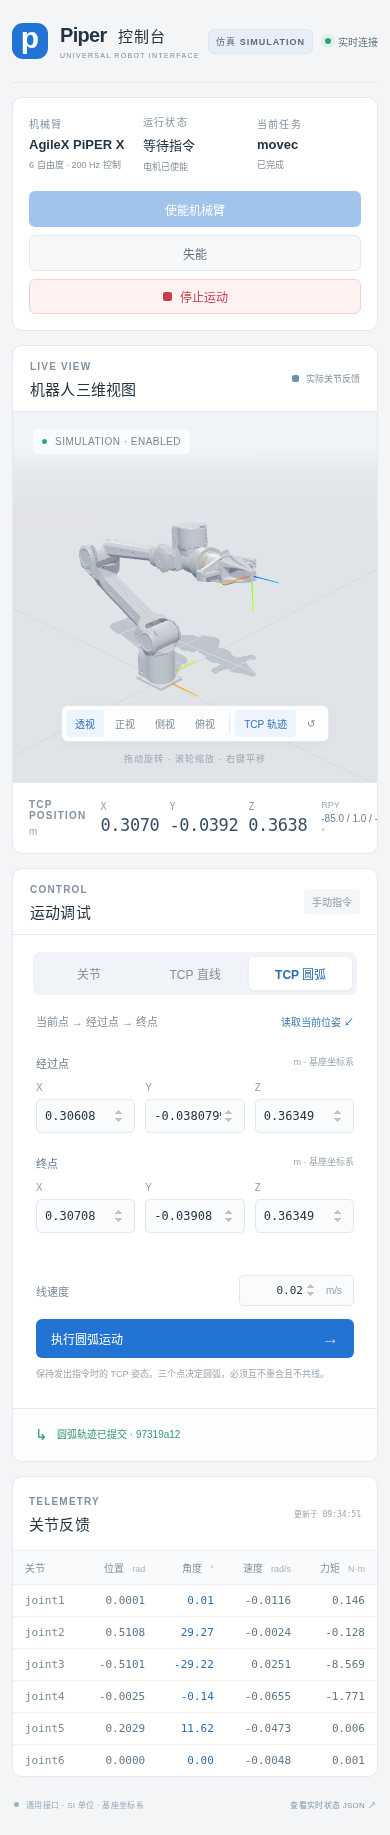 p Piper 控制台 仿真 SIMULATION 实时连接
UNIVERSAL ROBOT INTERFACE
机械臂 运行状态 当前任务
AgileX PiPER X 等待指令 movec
6 自由度 · 200 Hz 控制 电机已使能 已完成
使能机械臂
失能
停止运动
LIVE VIEW
机器人三维视图 实际关节反馈
SIMULATION · ENABLED
透视 正视 侧视 俯视 TCP 轨迹 ↺
拖动旋转 · 滚轮缩放 · 右键平移
TCP POSITION m X Y Z RPY
0.3070 -0.0392 0.3638 -85.0 / 1.0 / - °
CONTROL
运动调试 手动指令
关节 TCP 直线 TCP 圆弧
当前点 → 经过点 → 终点 读取当前位姿 ↙
经过点 m · 基座坐标系
X Y Z
0.30608 -0.038079 0.36349
终点 m · 基座坐标系
X Y Z
0.30708 -0.03908 0.36349
线速度 0.02 m/s
执行圆弧运动 →
保持发出指令时的 TCP 姿态。三个点决定圆弧，必须互不重合且不共线。
↳ 圆弧轨迹已提交 · 97319a12
TELEMETRY
关节反馈 更新于 09:34:51
关节 位置 rad 角度 ° 速度 rad/s 力矩 N·m
joint1 0.0001 0.01 -0.0116 0.146
joint2 0.5108 29.27 -0.0024 -0.128
joint3 -0.5101 -29.22 0.0251 -8.569
joint4 -0.0025 -0.14 -0.0655 -1.771
joint5 0.2029 11.62 -0.0473 0.006
joint6 0.0000 0.00 -0.0048 0.001
通用接口 · SI 单位 · 基座坐标系 查看实时状态 JSON ↗